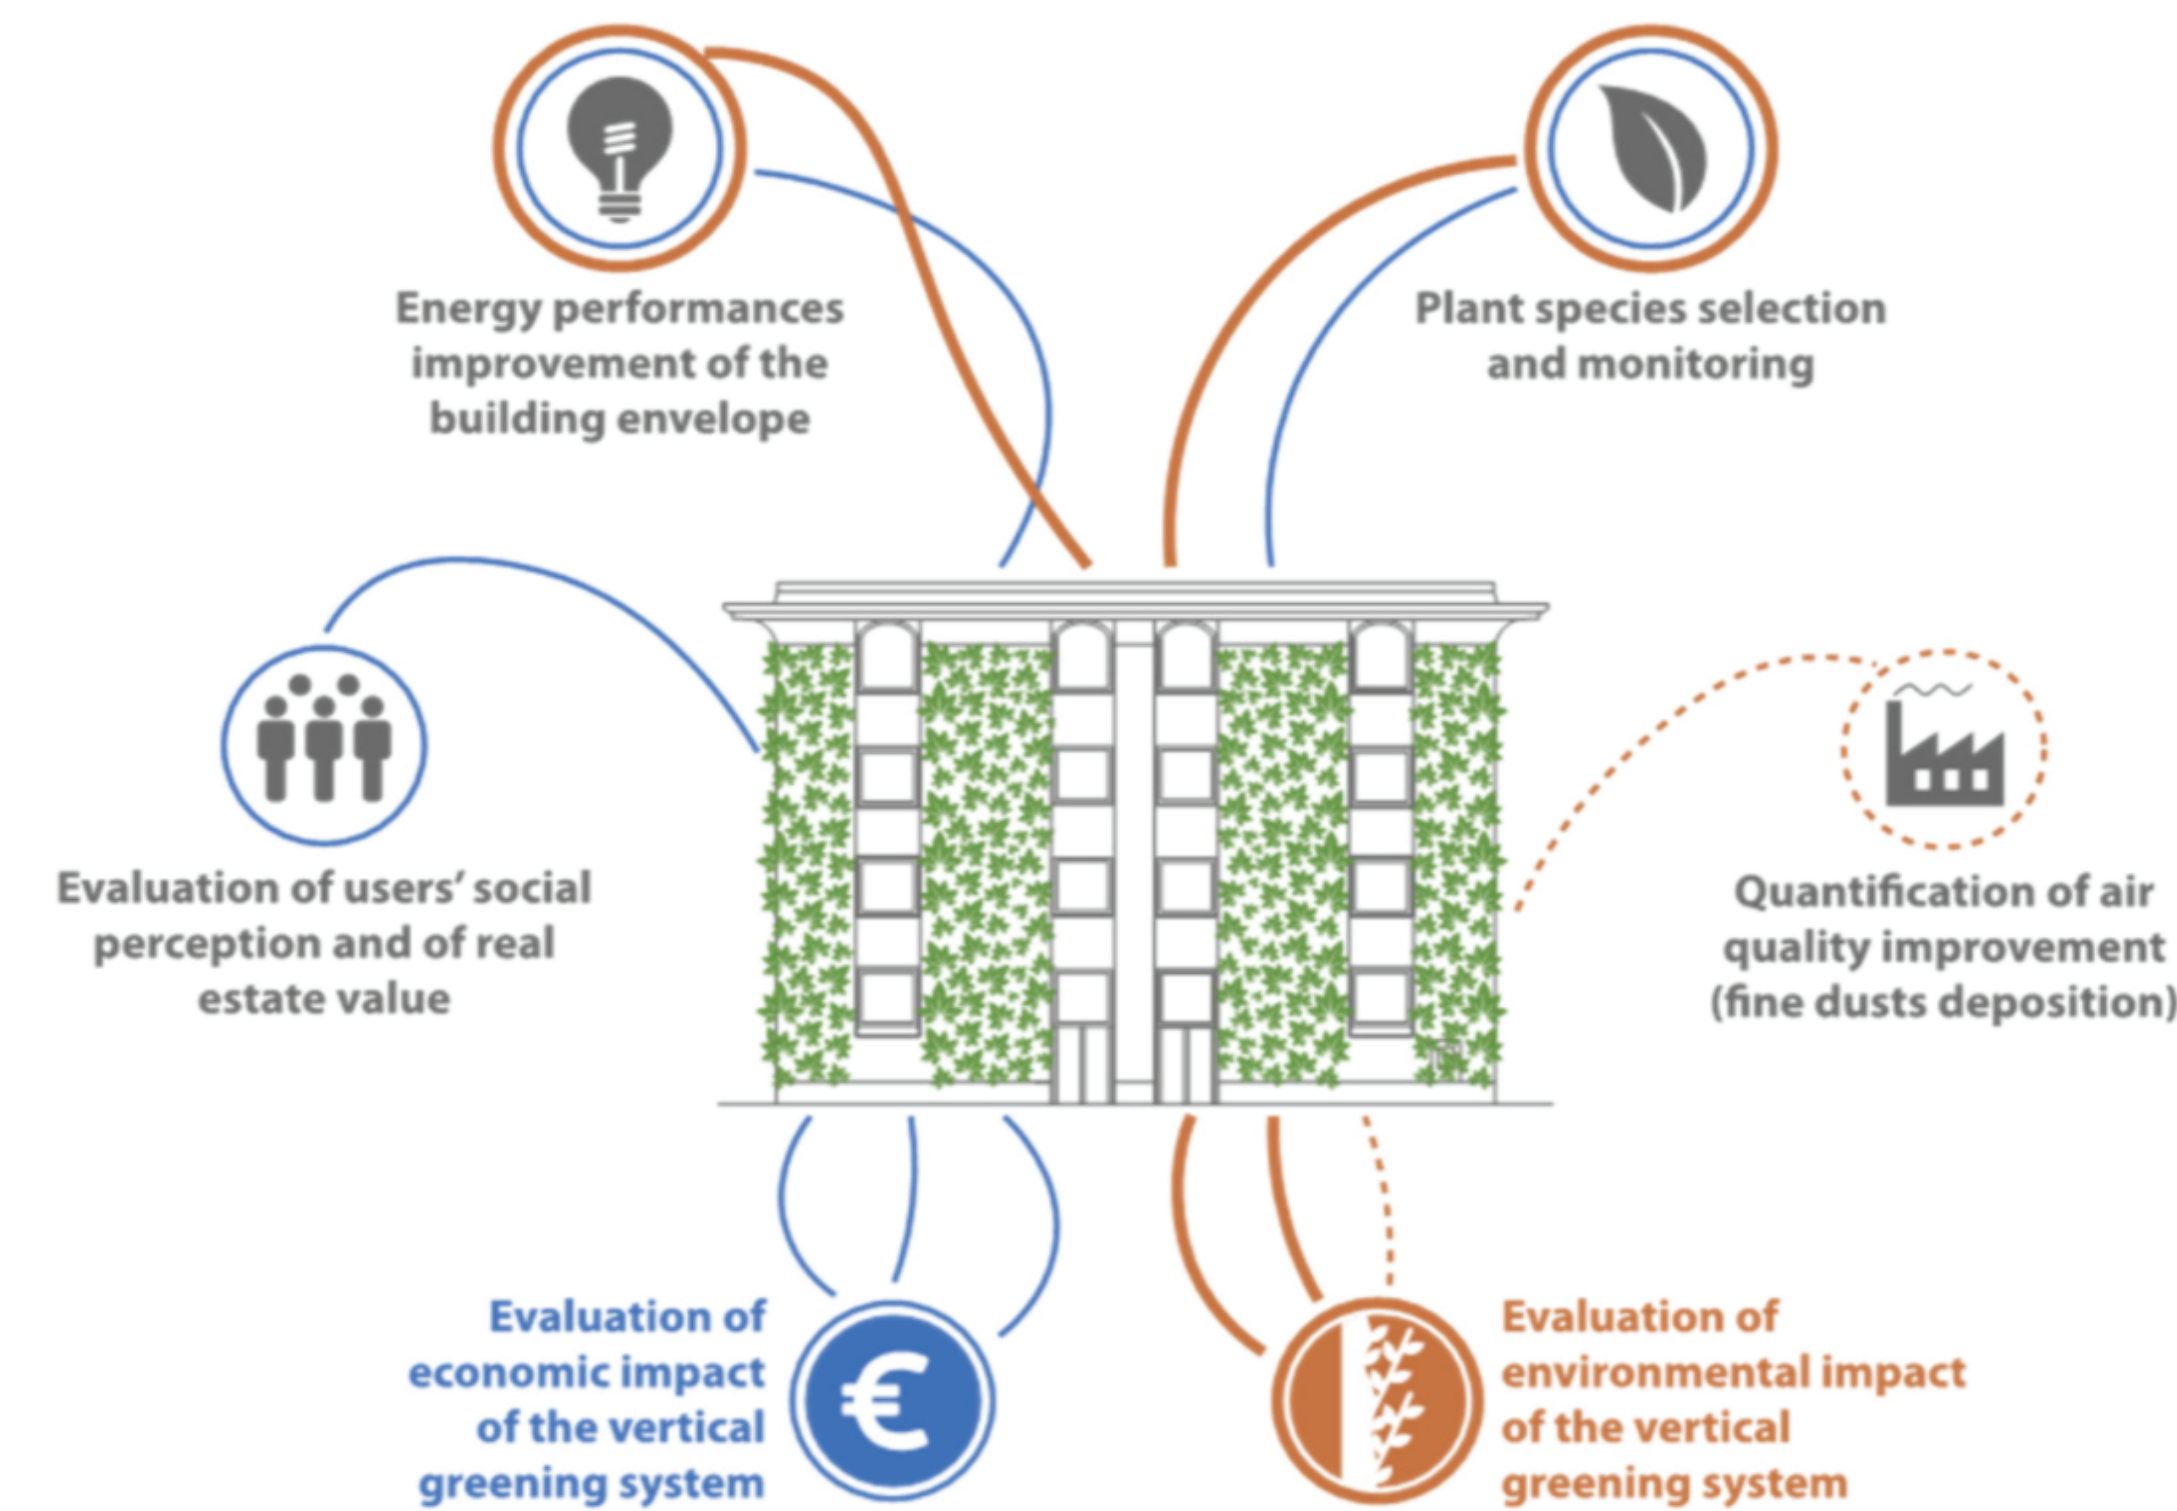 Energy performances
improvement of the
building envelope
Plant species selection
and monitoring
Evaluation of users’ social
perception and of real
estate value
Quantification of air
quality improvement
(fine dusts deposition)
€
Evaluation of
economic impact
of the vertical
greening system
Evaluation of
environmental impact
of the vertical
greening system